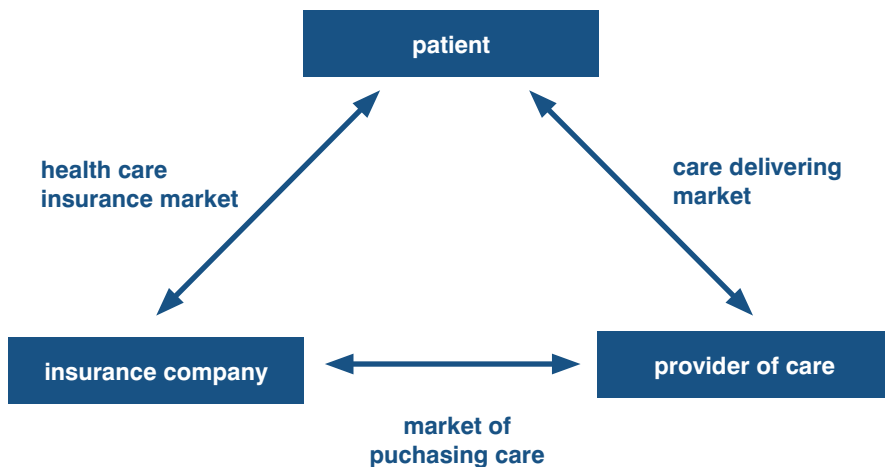 patient
health care
insurance market
care delivering
market
insurance company
provider of care
market of
puchasing care